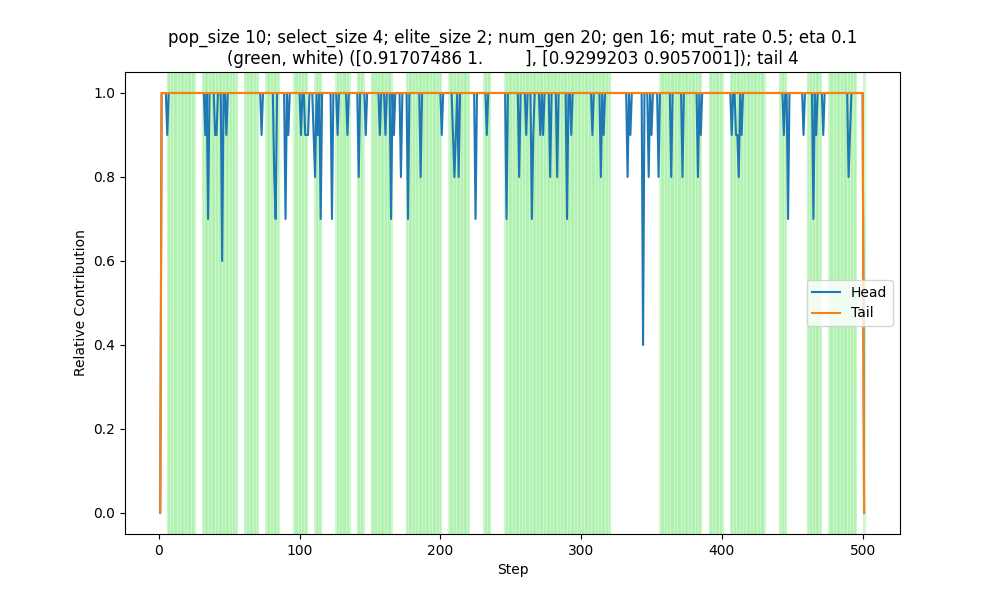 pop_size 10; select_size 4; elite_size 2; num_gen 20; gen 16; mut_rate 0.5; eta 0.1
(green, white) ([0.91707486 1.        ], [0.9299203 0.9057001]); tail 4
1.0
0.8
0.6
0.4
0.2
0.0
Relative Contribution
Head
Tail
0
100
200
300
400
500
Step